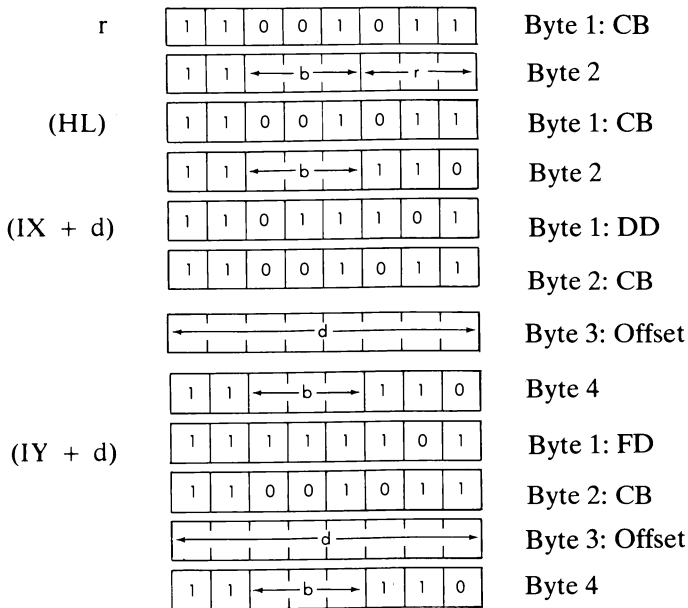 r 1 1 0 0 1 0 1 1 Byte 1: CB
1 1 b r Byte 2
(HL) 1 1 0 0 1 0 1 1 Byte 1: CB
1 1 b 1 1 0 Byte 2
(IX + d) 1 1 0 1 1 1 0 1 Byte 1: DD
1 1 0 0 1 0 1 1 Byte 2: CB
d Byte 3: Offset
1 1 b 1 1 0 Byte 4
(IY + d) 1 1 1 1 1 1 0 1 Byte 1: FD
1 1 0 0 1 0 1 1 Byte 2: CB
d Byte 3: Offset
1 1 b 1 1 0 Byte 4